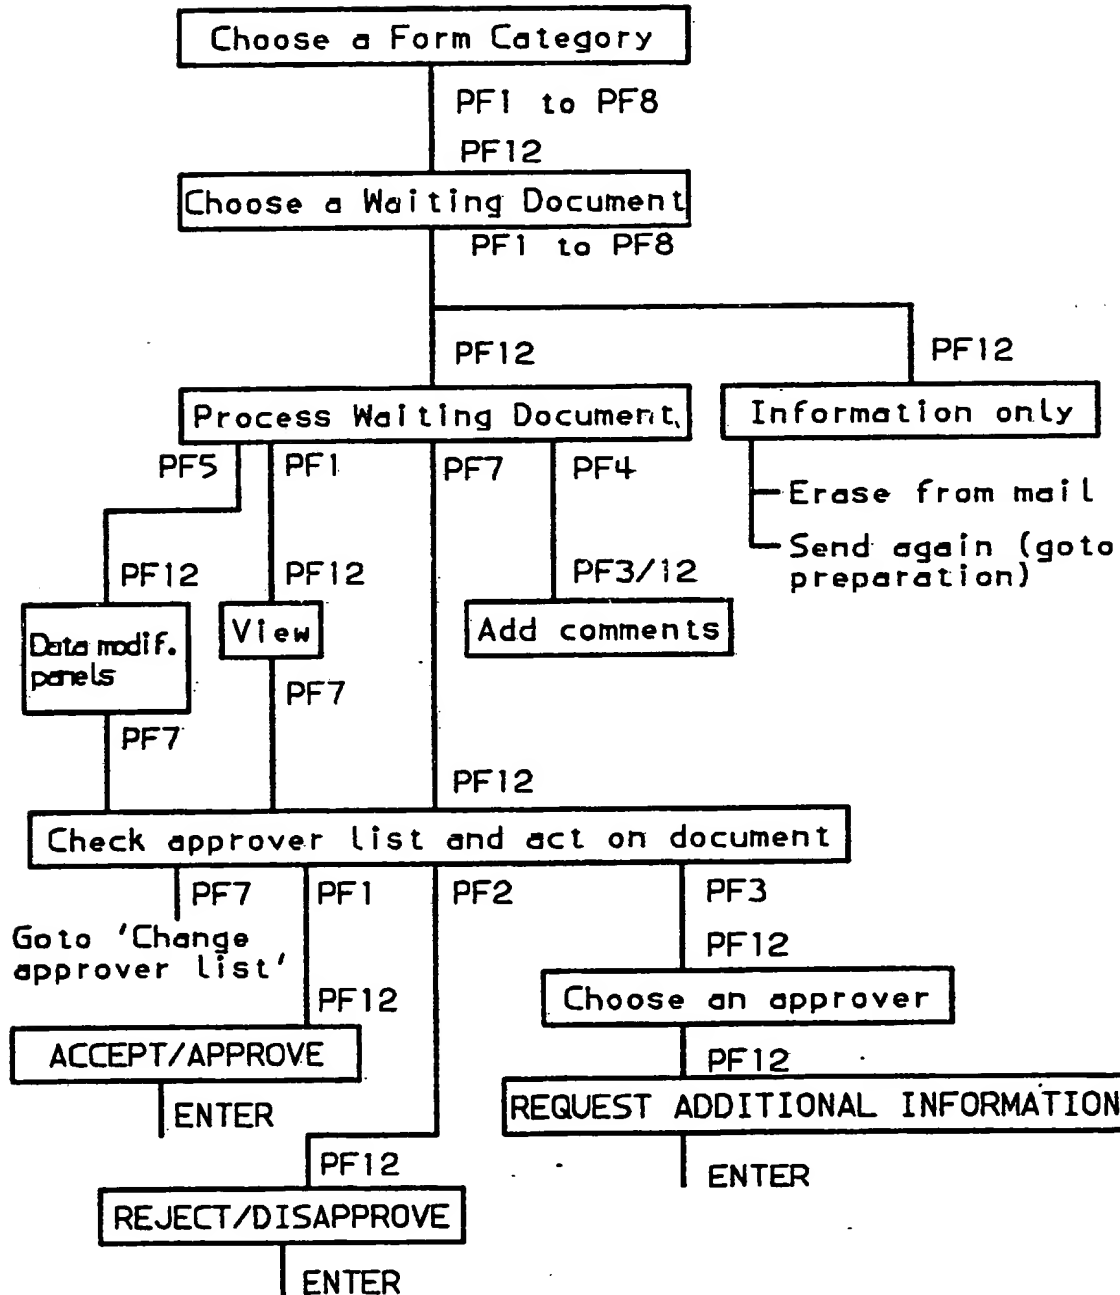 Choose a Form Category
PF1 to PF8
PF12
Choose a Waiting Document
PF1 to PF8
PF12
PF12
Process Waiting Document
Information only
PF5
PF1
PF7
PF4
Erase from mail
Send again (goto
preparation)
PF12
PF12
PF3/12
Data modif.
panels
View
Add comments
PF7
PF7
PF12
Check approver list and act on document
PF7
PF1
PF2
PF3
Goto 'Change
approver list'
PF12
Choose an approver
PF12
ACCEPT/APPROVE
PF12
REQUEST ADDITIONAL INFORMATION
ENTER
PF12
ENTER
REJECT/DISAPPROVE
ENTER